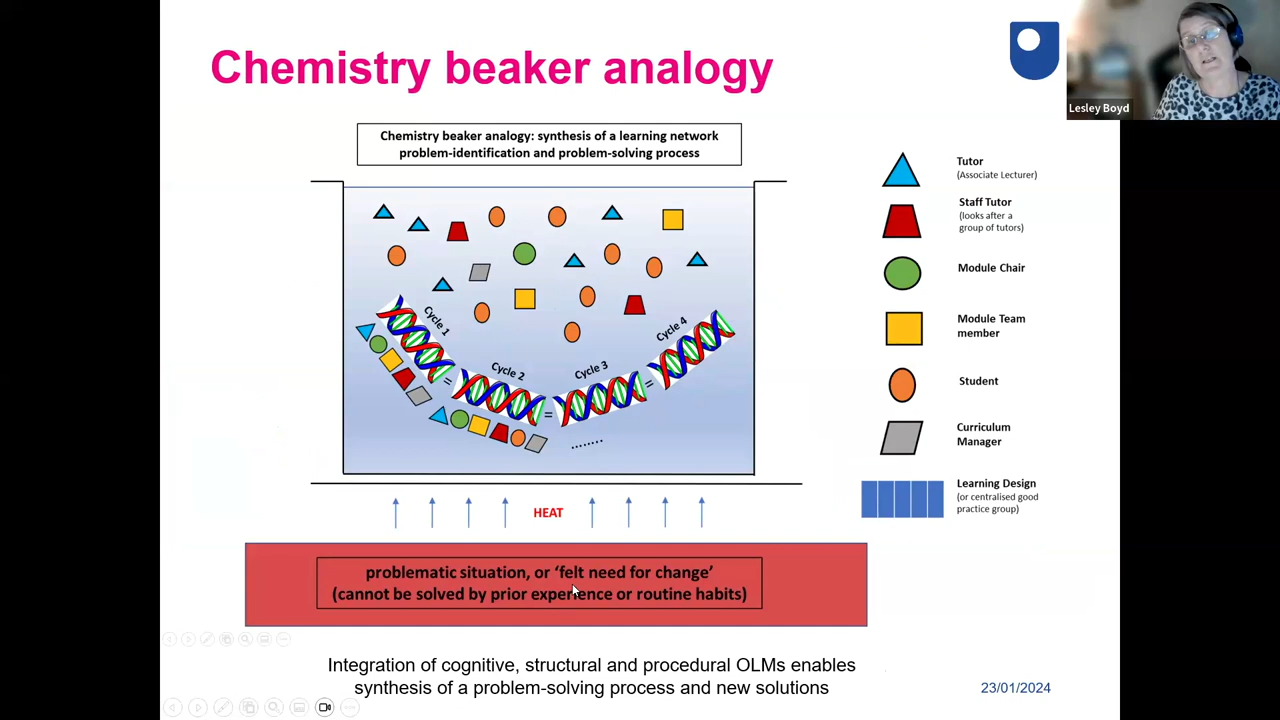 Chemistry beaker analogy
Lesley Boyd
Chemistry beaker analogy: synthesis of a learning network
problem-identification and problem-solving process
Tutor
(Associate Lecturer)
Staff Tutor
(looks after a
group of tutors)
Module Chair
Module Team
member
Student
Curriculum
Manager
Learning Design
(or centralised good
practice group)
Cycle 1
=
Cycle 2
=
Cycle 3
=
Cycle 4
........
HEAT
problematic situation, or ‘felt need for change’
(cannot be solved by prior experience or routine habits)
Integration of cognitive, structural and procedural OLMs enables
synthesis of a problem-solving process and new solutions
23/01/2024